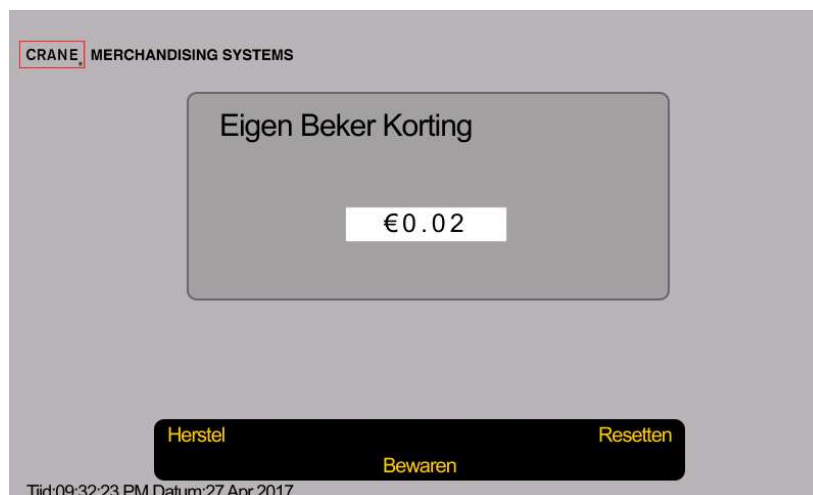 CRANE MERCHANDISING SYSTEMS
Eigen Beker Korting
€0.02
Herstel
Resetten
Bewaren
Tijd:09:32:23 PM Datum:27 Apr 2017